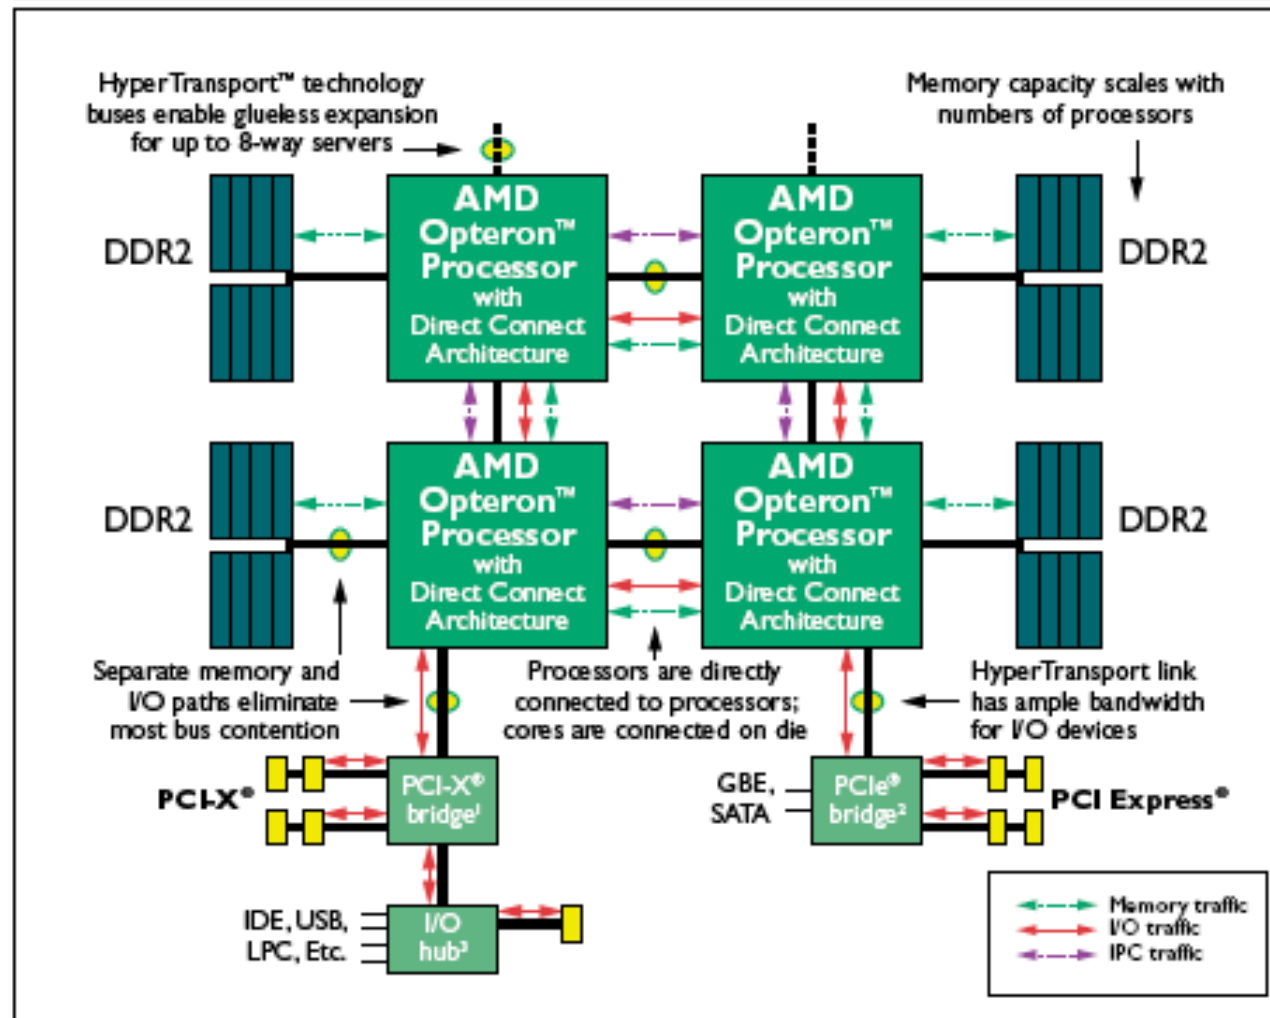 HyperTransport™ technology
buses enable glueless expansion
for up to 8-way servers
Memory capacity scales with
numbers of processors
DDR2
AMD
Opteron™
Processor
with
Direct Connect
Architecture
AMD
Opteron™
Processor
with
Direct Connect
Architecture
DDR2
DDR2
AMD
Opteron™
Processor
with
Direct Connect
Architecture
AMD
Opteron™
Processor
with
Direct Connect
Architecture
DDR2
Separate memory and
I/O paths eliminate
most bus contention
Processors are directly
connected to processors;
cores are connected on die
HyperTransport link
has ample bandwidth
for I/O devices
PCI-X®
PCI-X®
bridge¹
GBE,
SATA
PCIe®
bridge²
PCI Express®
IDE, USB,
LPC, Etc.
I/O
hub³
Memory traffic
I/O traffic
IPC traffic